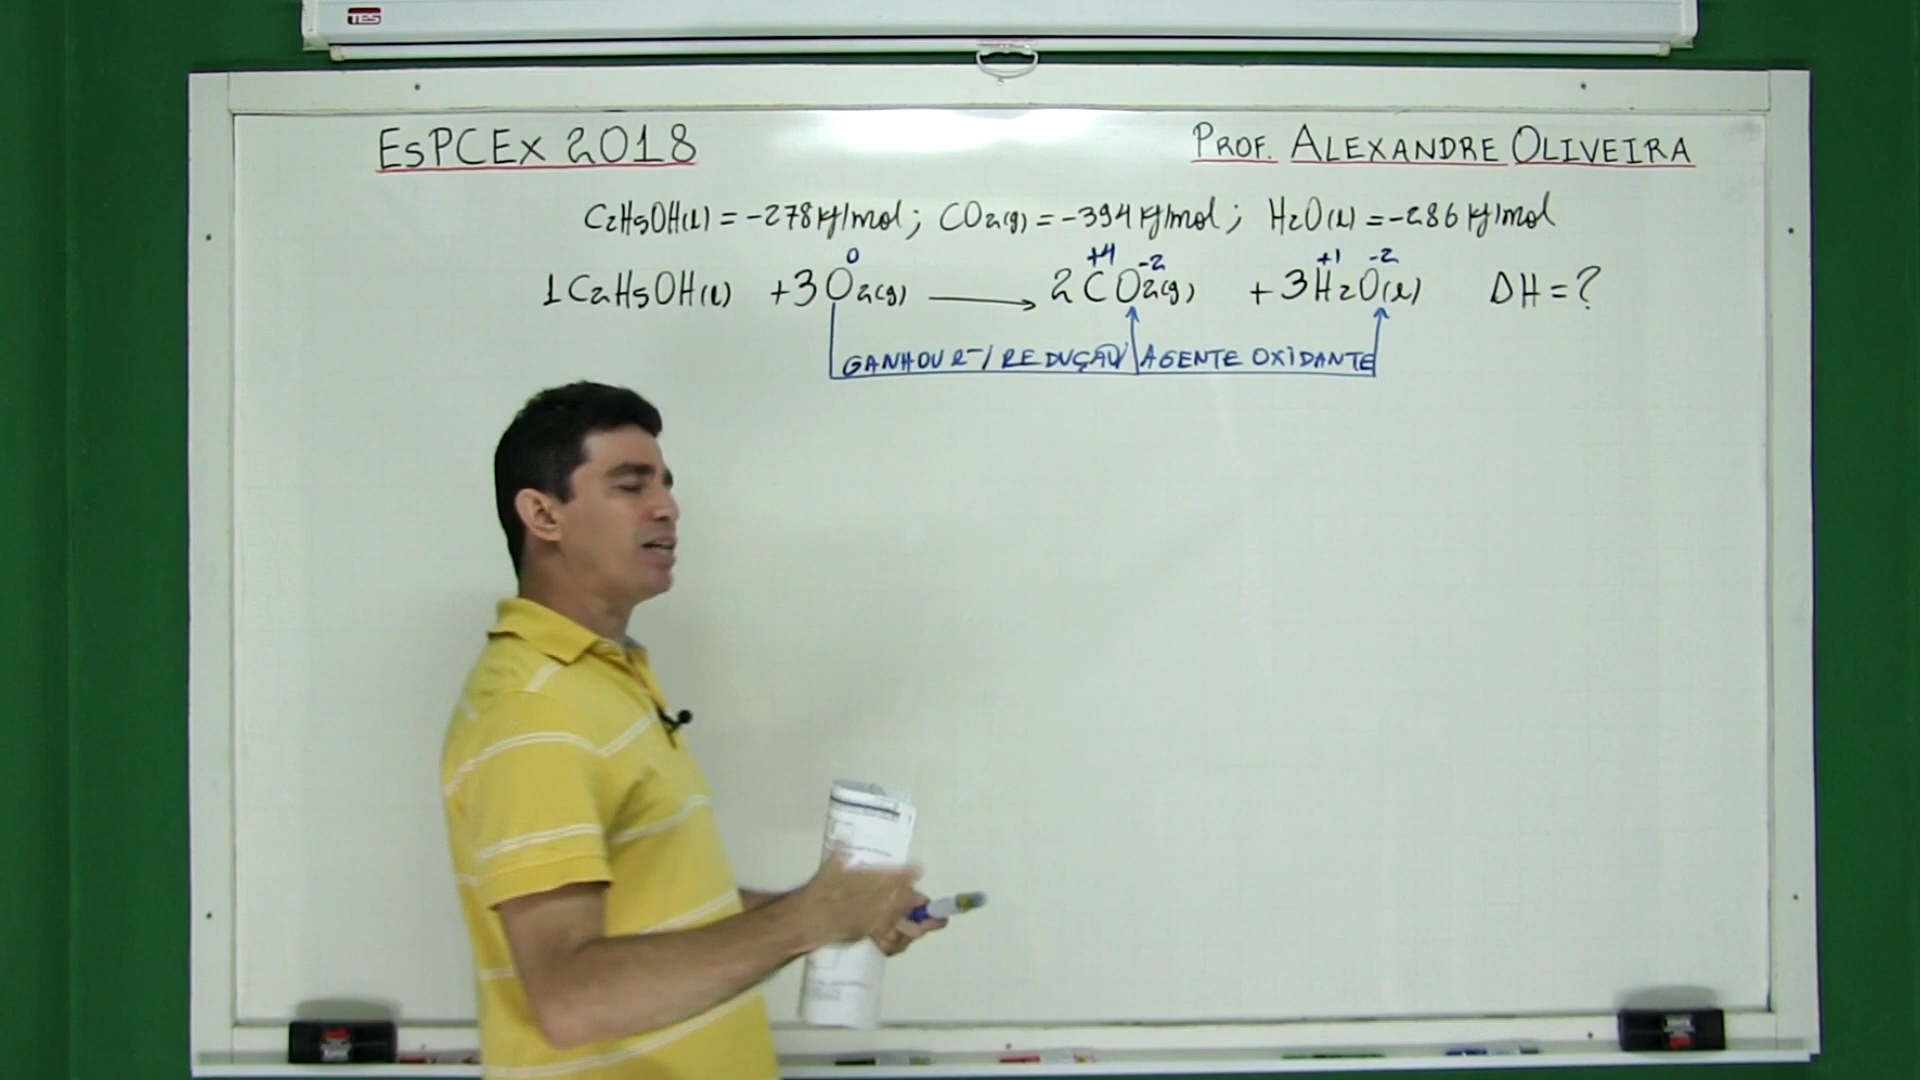 TES
EsPCEx 2018
PROF. ALEXANDRE OLIVEIRA
C2H5OH(l) = -278 kJ/mol; CO2(g) = -394 kJ/mol; H2O(l) = -286 kJ/mol
0 +4 -2 +1 -2
1 C2H5OH(l) + 3 O2(g) → 2 CO2(g) + 3 H2O(l) ΔH = ?
GANHOU e-/ REDUÇÃO/ AGENTE OXIDANTE